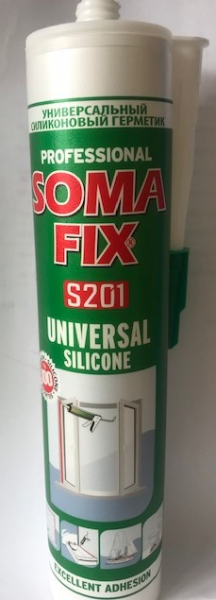 УНИВЕРСАЛЬНЫЙ
СИЛИКОНОВЫЙ ГЕРМЕТИК
PROFESSIONAL
SOMA
FIX®
S201
UNIVERSAL
SILICONE
EXCELLENT ADHESION